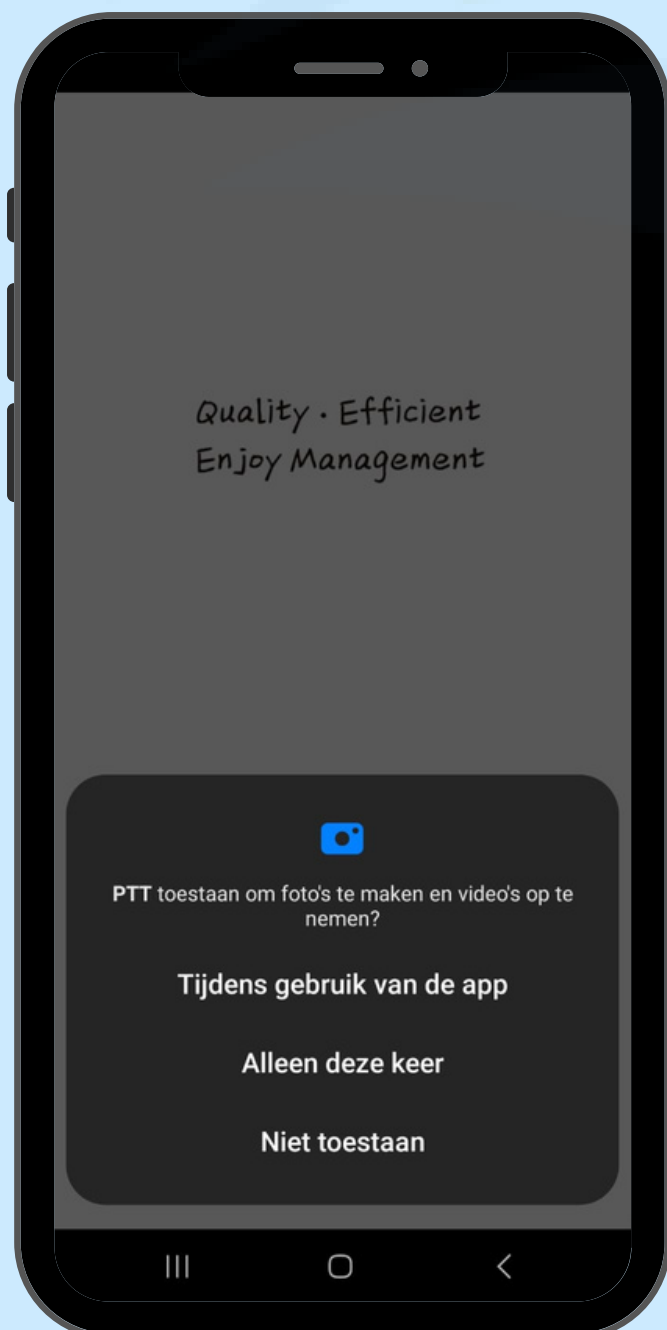 Quality · Efficient
Enjoy Management
PTT toestaan om foto's te maken en video's op te
nemen?
Tijdens gebruik van de app
Alleen deze keer
Niet toestaan